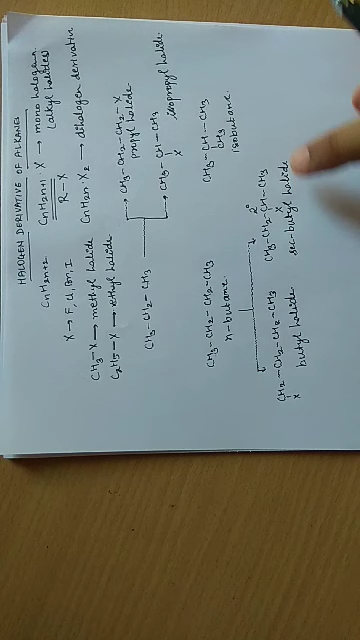 HALOGEN DERIVATIVE OF ALKANES
CnH2n+2 CnH2n+1 X → mono halogens
(alkyl halides)
R-X
X → F, Cl, Br, I CnH2n.X2 → dihalogen derivative
CH3-X → methyl halide
C2H5-X → ethyl halide
→ CH3-CH2-CH2-X
propyl halide
CH3-CH2-CH3
→ CH3-CH-CH3
X isopropyl halide
CH3-CH2-CH2-CH3 CH3-CH-CH3
CH3
n-butane isobutane
2°
CH2-CH2-CH2-CH3 CH3-CH2-CH-CH3
X X
butyl halide sec-butyl halide